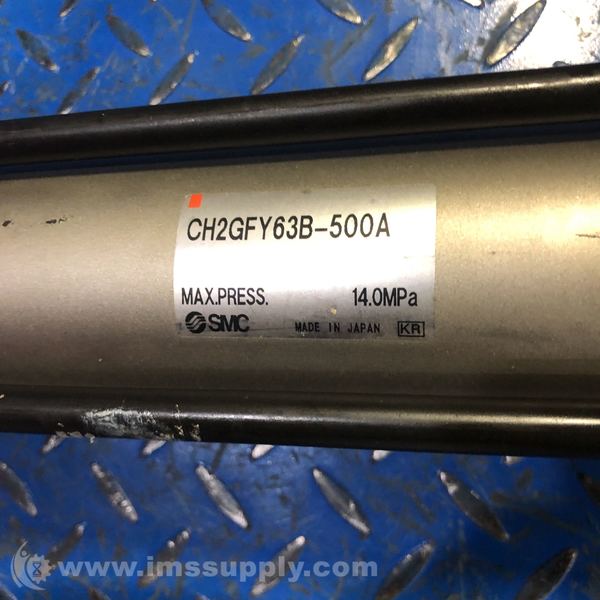 CH2GFY63B-500A
MAX.PRESS. 14.0MPa
SMC MADE IN JAPAN KR
www.imssupply.com